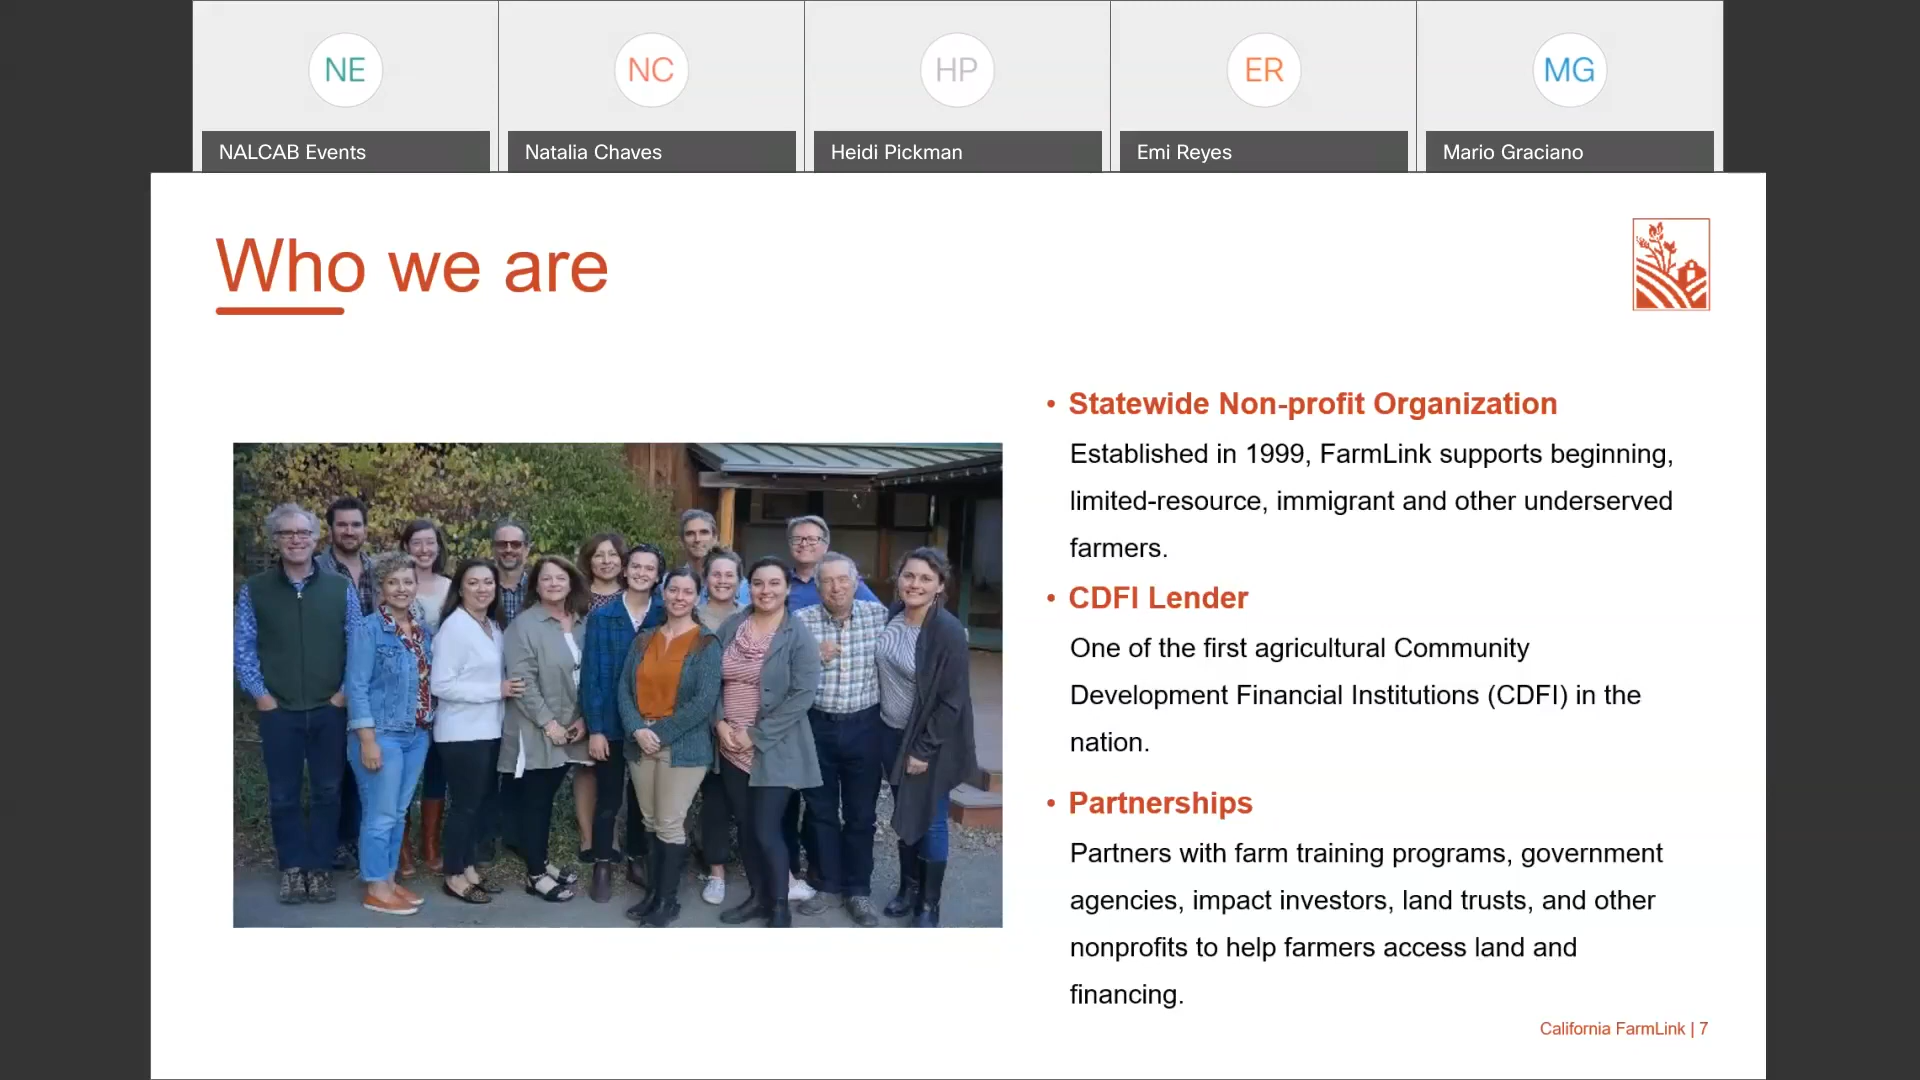 NE
NC
HP
ER
MG
NALCAB Events
Natalia Chaves
Heidi Pickman
Emi Reyes
Mario Graciano
Who we are
• Statewide Non-profit Organization
Established in 1999, FarmLink supports beginning,
limited-resource, immigrant and other underserved
farmers.
• CDFI Lender
One of the first agricultural Community
Development Financial Institutions (CDFI) in the
nation.
• Partnerships
Partners with farm training programs, government
agencies, impact investors, land trusts, and other
nonprofits to help farmers access land and
financing.
California FarmLink | 7